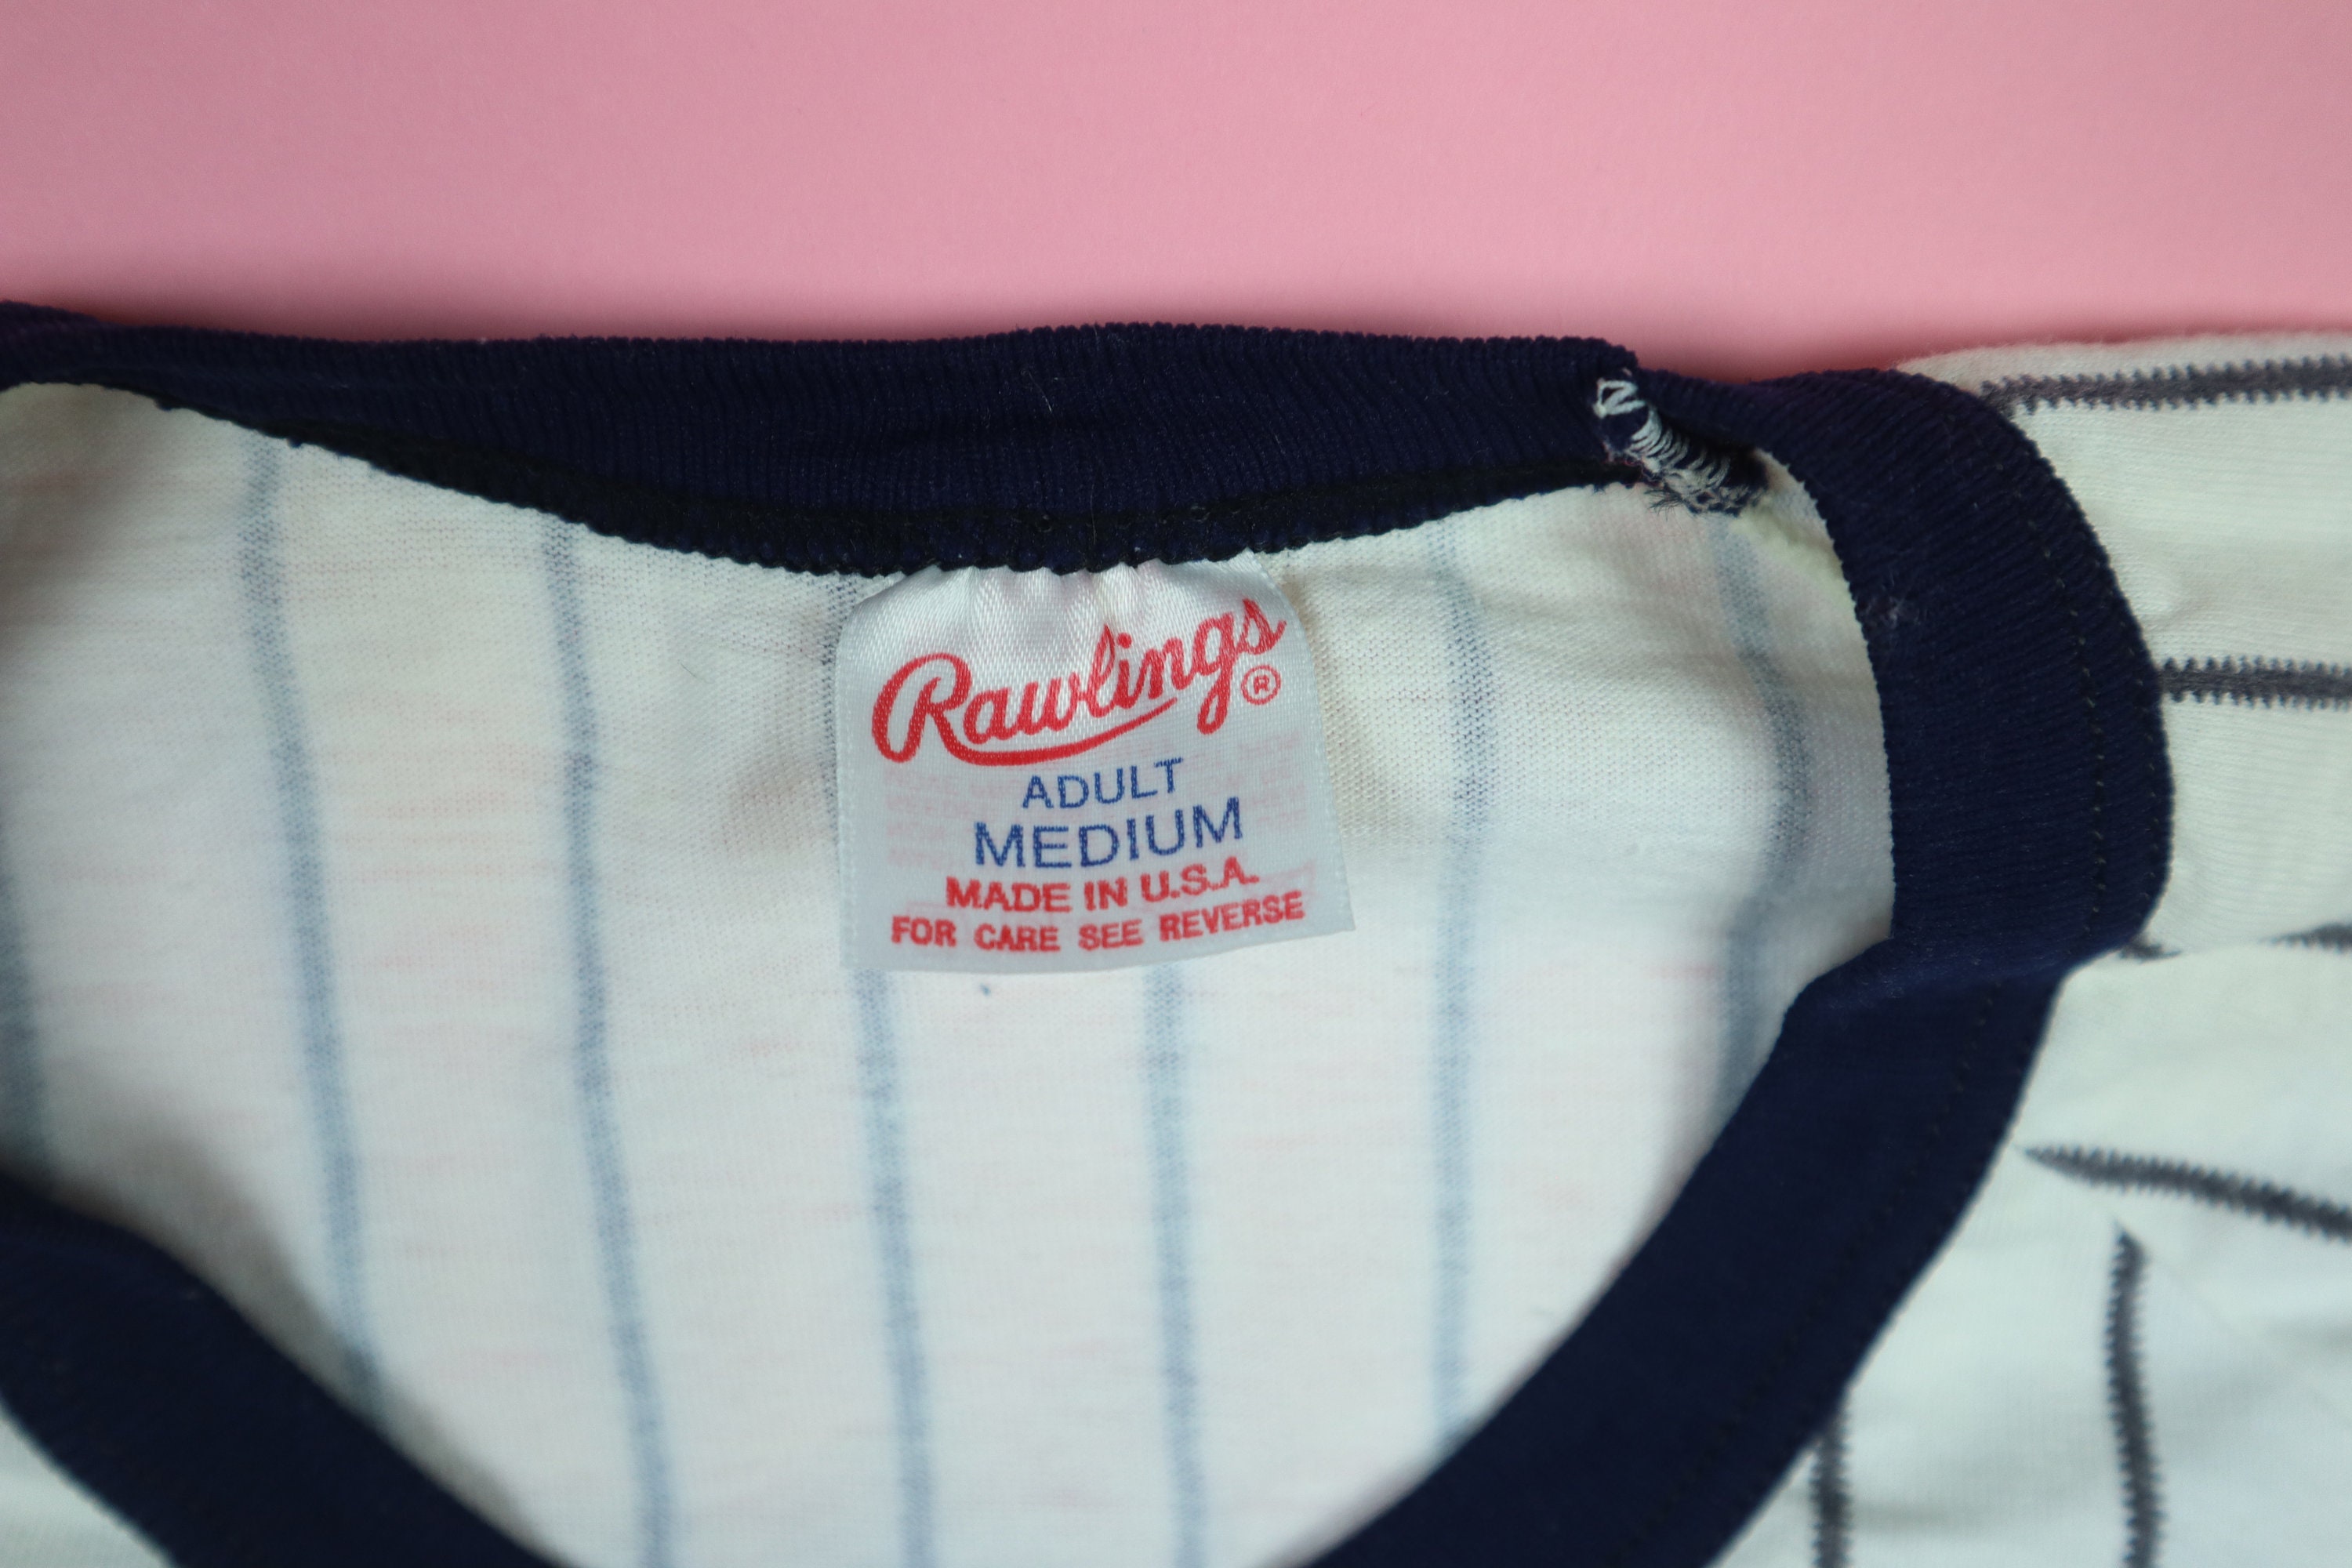 Rawlings®
ADULT
MEDIUM
MADE IN U.S.A.
FOR CARE SEE REVERSE